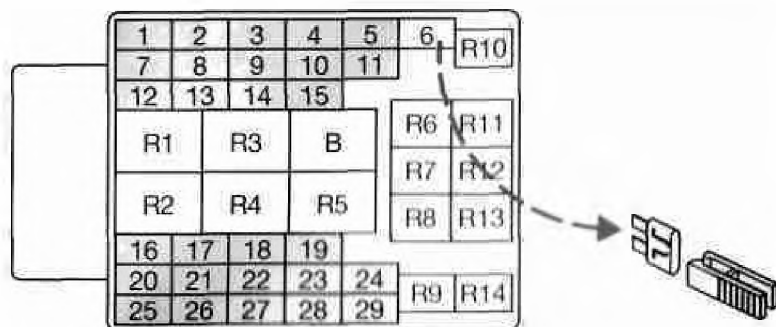 1 2 3 4 5 6 R10
7 8 9 10 11
12 13 14 15
R1 R3 B R6 R11
R7 R12
R2 R4 R5 R8 R13
16 17 18 19
20 21 22 23 24 R9 R14
25 26 27 28 29